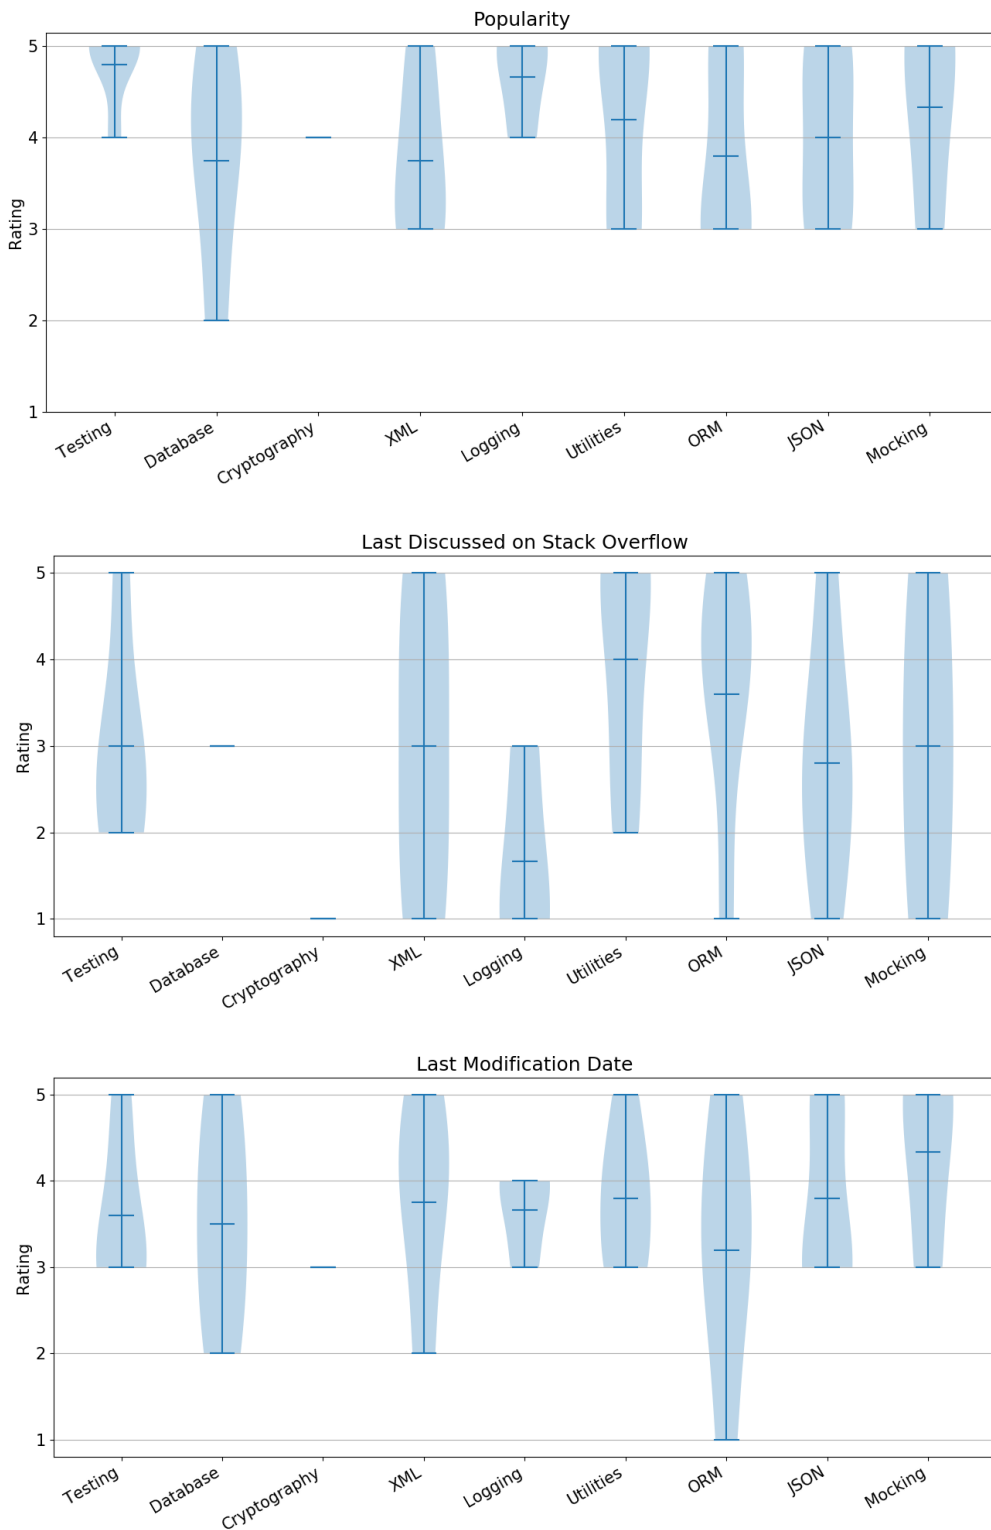 Popularity
5
4
3
2
1
Rating
Testing
Database
Cryptography
XML
Logging
Utilities
ORM
JSON
Mocking
Last Discussed on Stack Overflow
5
4
3
2
1
Rating
Testing
Database
Cryptography
XML
Logging
Utilities
ORM
JSON
Mocking
Last Modification Date
5
4
3
2
1
Rating
Testing
Database
Cryptography
XML
Logging
Utilities
ORM
JSON
Mocking